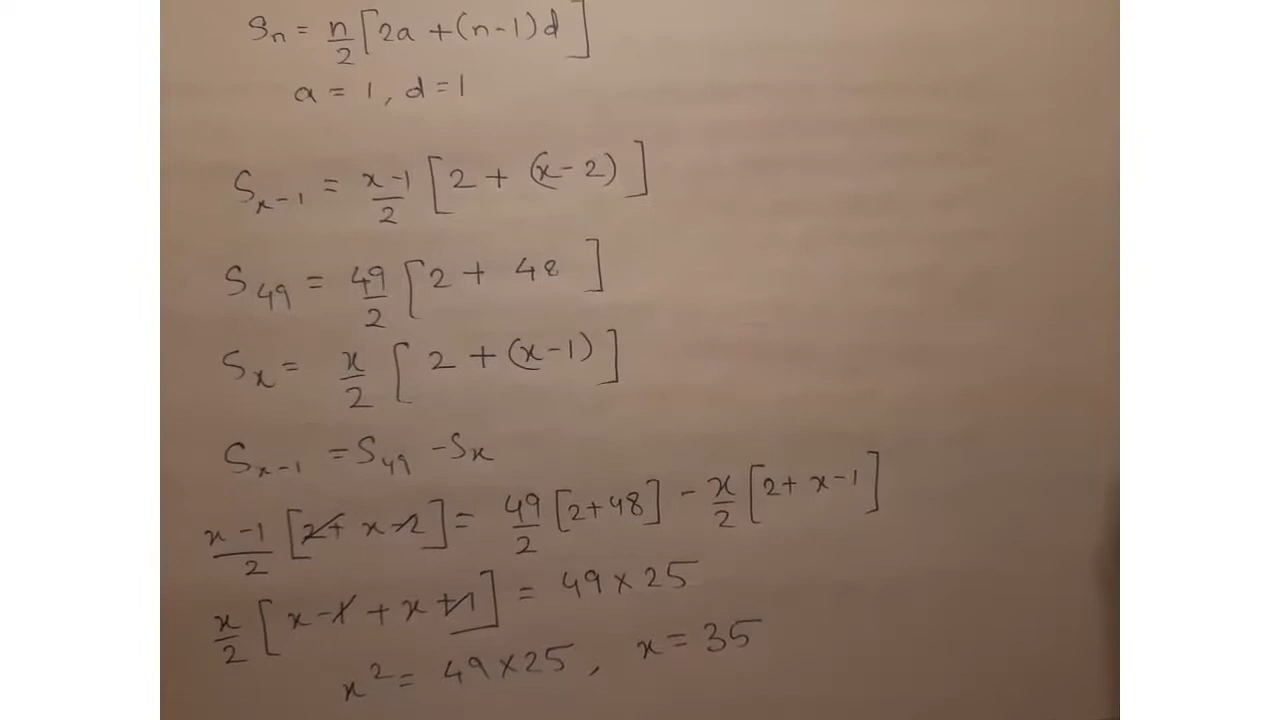 Sn = n/2 [2a + (n-1)d]
a = 1, d = 1
Sx-1 = x-1/2 [2 + (x-2)]
S49 = 49/2 [2 + 48]
Sx = x/2 [2 + (x-1)]
Sx-1 = S49 - Sx
x-1/2 [2+ x-2] = 49/2 [2+48] - x/2 [2+ x-1]
x/2 [x-1 + x +1] = 49 x 25
x² = 49 x 25, x = 35